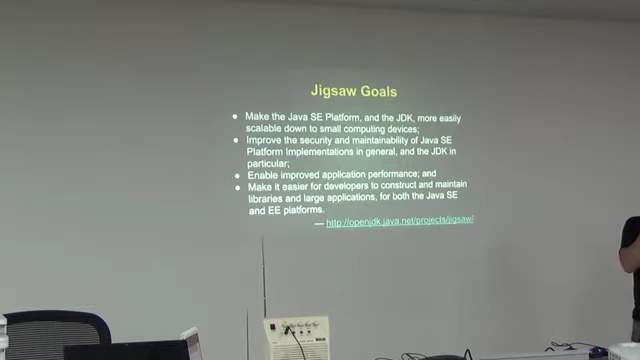 Jigsaw Goals
● Make the Java SE Platform, and the JDK, more easily
scalable down to small computing devices;
● Improve the security and maintainability of Java SE
Platform Implementations in general, and the JDK in
particular;
● Enable improved application performance; and
● Make it easier for developers to construct and maintain
libraries and large applications, for both the Java SE
and EE platforms.
— http://openjdk.java.net/projects/jigsaw/